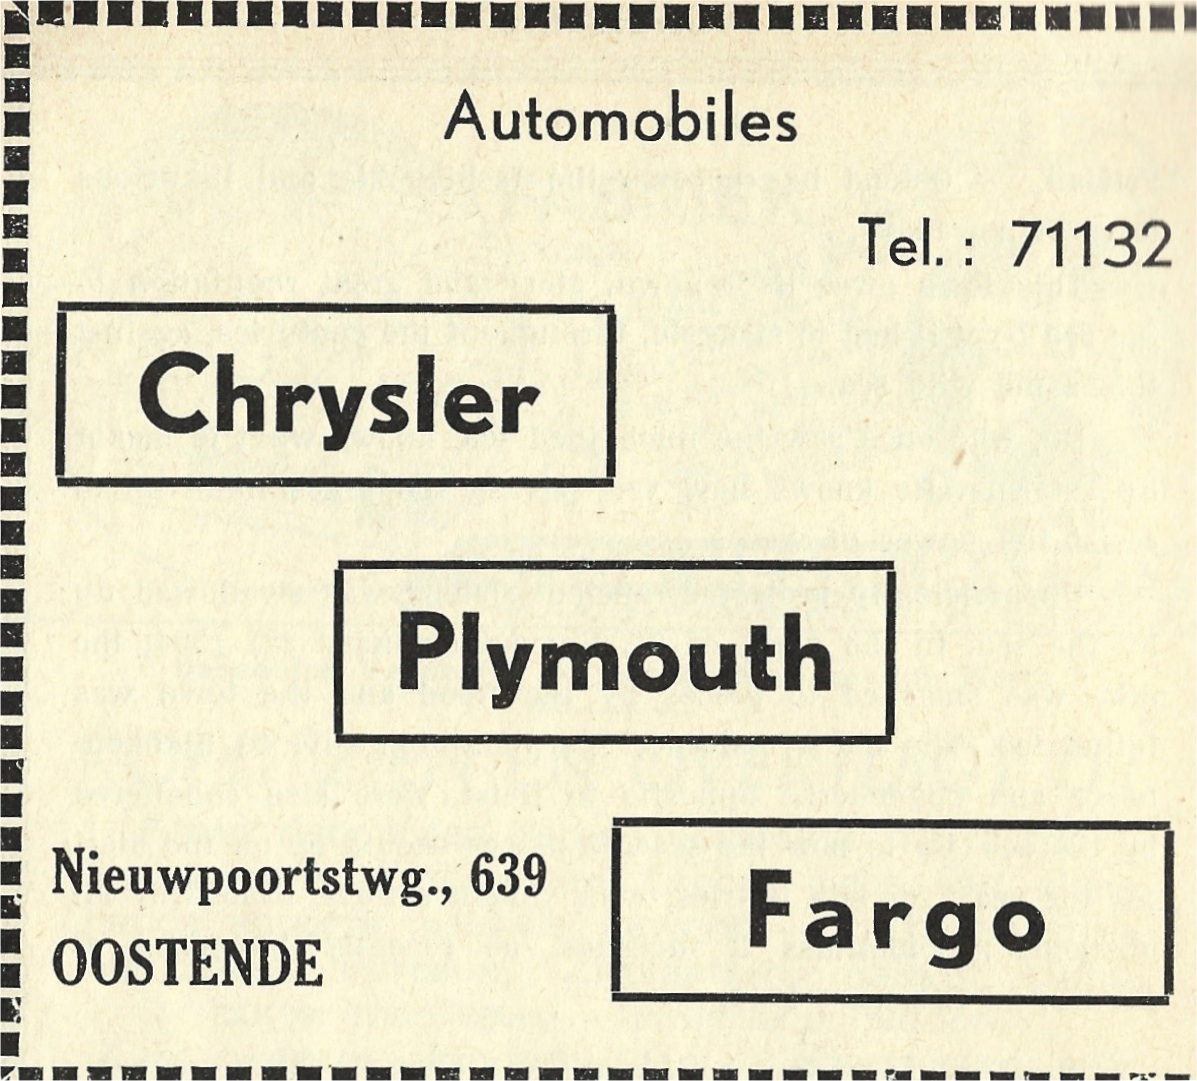 Automobiles
Tel. : 71132
Chrysler
Plymouth
Fargo
Nieuwpoortstwg., 639
OOSTENDE